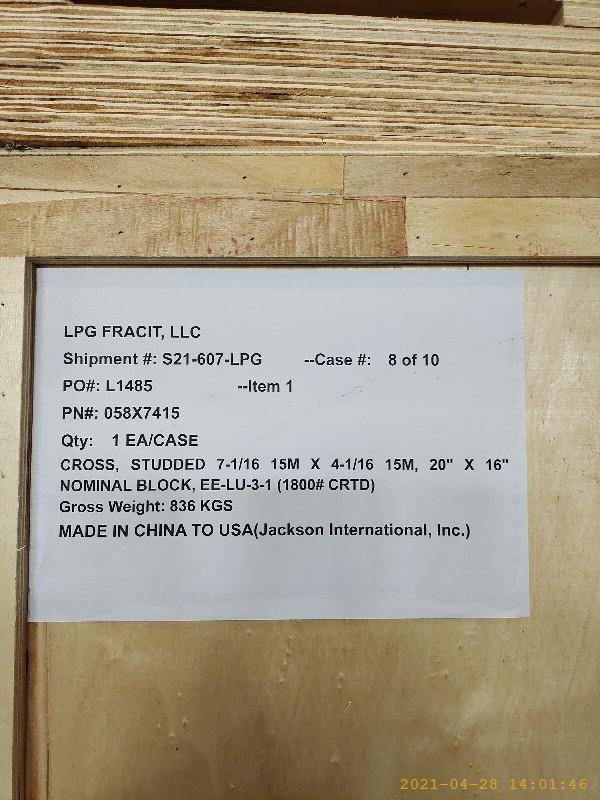 LPG FRACIT, LLC
Shipment #: S21-607-LPG --Case #: 8 of 10
PO#: L1485 --Item 1
PN#: 058X7415
Qty: 1 EA/CASE
CROSS, STUDDED 7-1/16 15M X 4-1/16 15M, 20" X 16"
NOMINAL BLOCK, EE-LU-3-1 (1800# CRTD)
Gross Weight: 836 KGS
MADE IN CHINA TO USA(Jackson International, Inc.)
2021-04-28 14:01:46